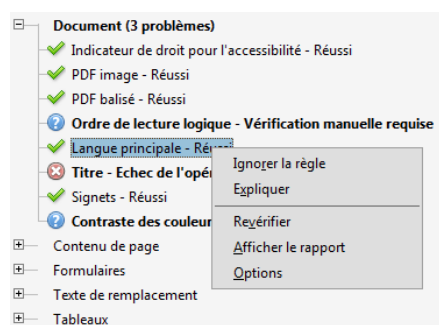 Document (3 problèmes)
Indicateur de droit pour l'accessibilité - Réussi
PDF image - Réussi
PDF balisé - Réussi
Ordre de lecture logique - Vérification manuelle requise
Langue principale - Réussi
Ignorer la règle
Titre - Echec de l'opér
Expliquer
Signets - Réussi
Revérifier
Contraste des couleur
Contenu de page
Afficher le rapport
Formulaires
Options
Texte de remplacement
Tableaux